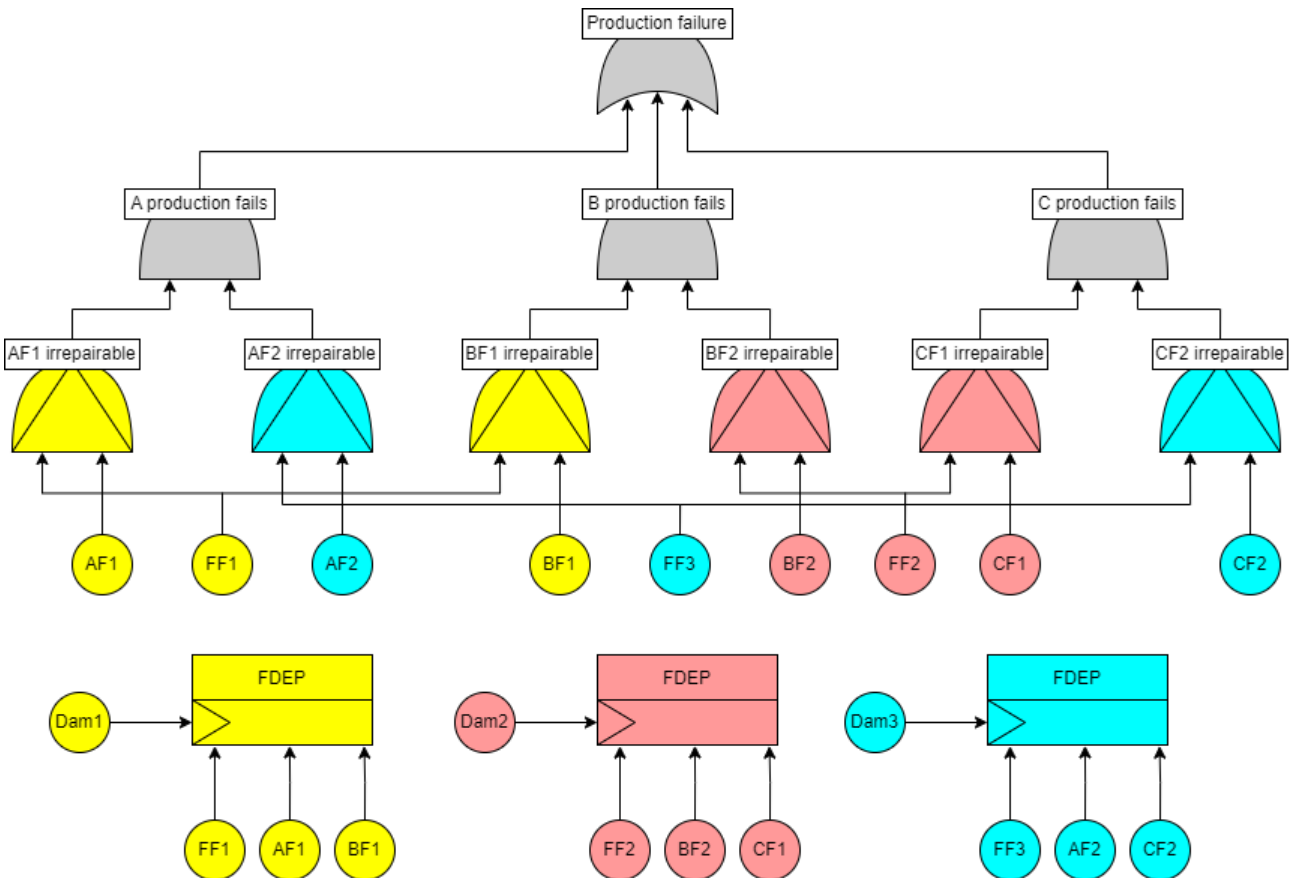 Production failure
A production fails
B production fails
C production fails
AF1 irrepairable
AF2 irrepairable
BF1 irrepairable
BF2 irrepairable
CF1 irrepairable
CF2 irrepairable
AF1
FF1
AF2
BF1
FF3
BF2
FF2
CF1
CF2
FDEP
FDEP
FDEP
Dam1
Dam2
Dam3
FF1
AF1
BF1
FF2
BF2
CF1
FF3
AF2
CF2